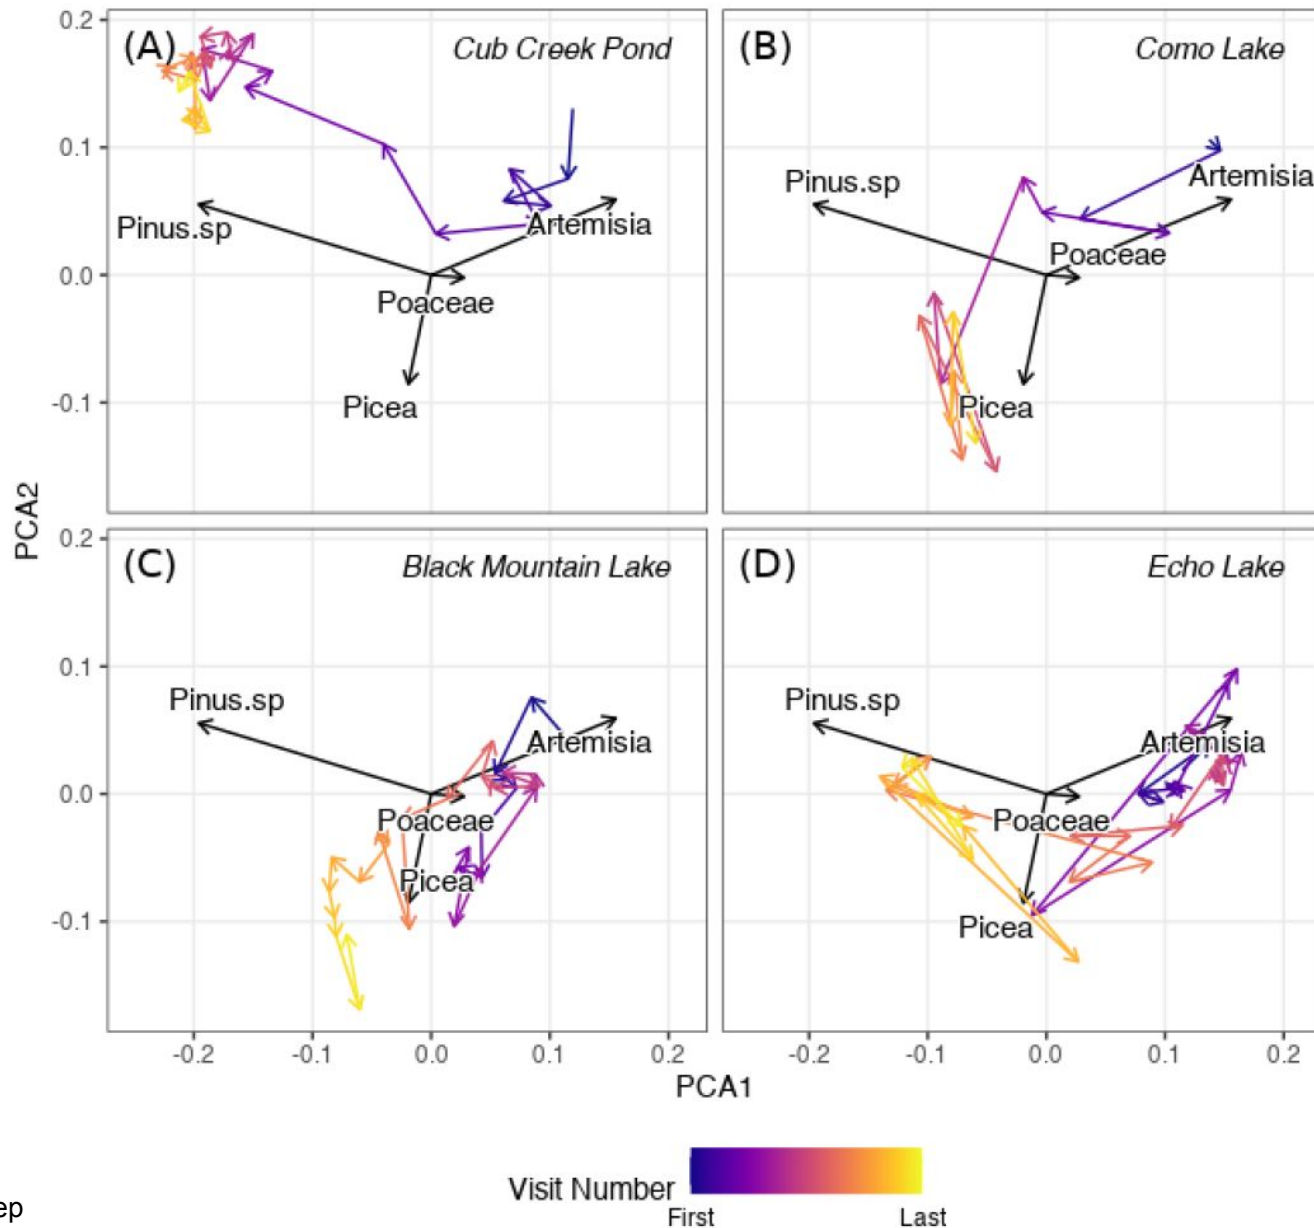 0.2
0.1
0.0
-0.1
(A)
Cub Creek Pond
Pinus.sp
Artemisia
Poaceae
Picea
(B)
Como Lake
Pinus.sp
Artemisia
Poaceae
Picea
PCA2
0.2
0.1
0.0
-0.1
(C)
Black Mountain Lake
Pinus.sp
Artemisia
Poaceae
Picea
(D)
Echo Lake
Pinus.sp
Artemisia
Poaceae
Picea
-0.2 -0.1 0.0 0.1 0.2
-0.2 -0.1 0.0 0.1 0.2
PCA1
Visit Number
First Last
ep